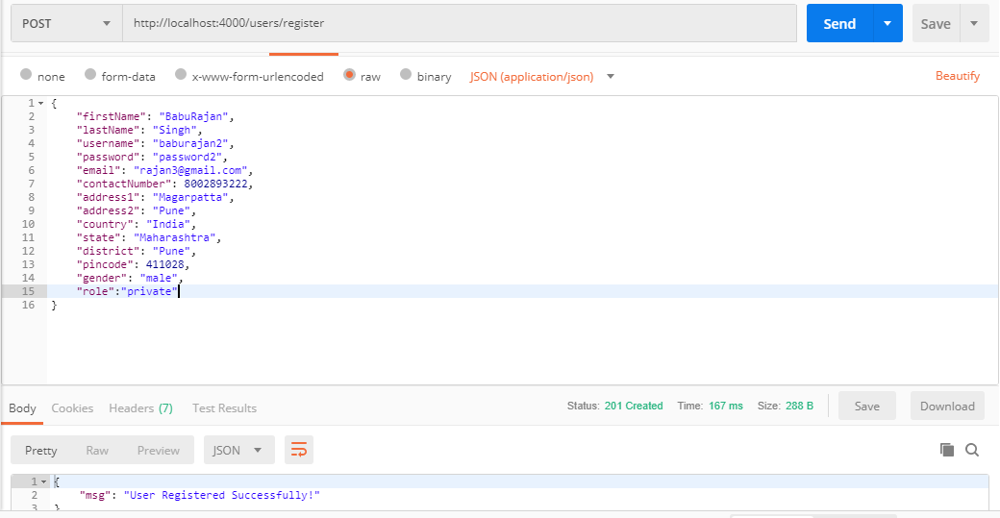 POST http://localhost:4000/users/register Send Save
none form-data x-www-form-urlencoded raw binary JSON (application/json) Beautify
1 {
2 "firstName": "BabuRajan",
3 "lastName": "Singh",
4 "username": "baburajan2",
5 "password": "password2",
6 "email": "rajan3@gmail.com",
7 "contactNumber": 8002893222,
8 "address1": "Magarpatta",
9 "address2": "Pune",
10 "country": "India",
11 "state": "Maharashtra",
12 "district": "Pune",
13 "pincode": 411028,
14 "gender": "male",
15 "role":"private"
16 }
Body Cookies Headers (7) Test Results Status: 201 Created Time: 167 ms Size: 288 B Save Download
Pretty Raw Preview JSON
1 {
2 "msg": "User Registered Successfully!"
3 }